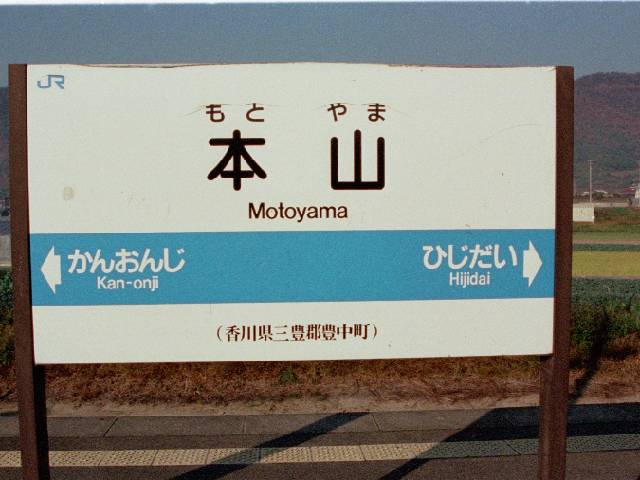 JR
もと やま
本山
Motoyama
かんおんじ ひじだい
Kan-onji Hijidai
(香川県三豊郡豊中町)